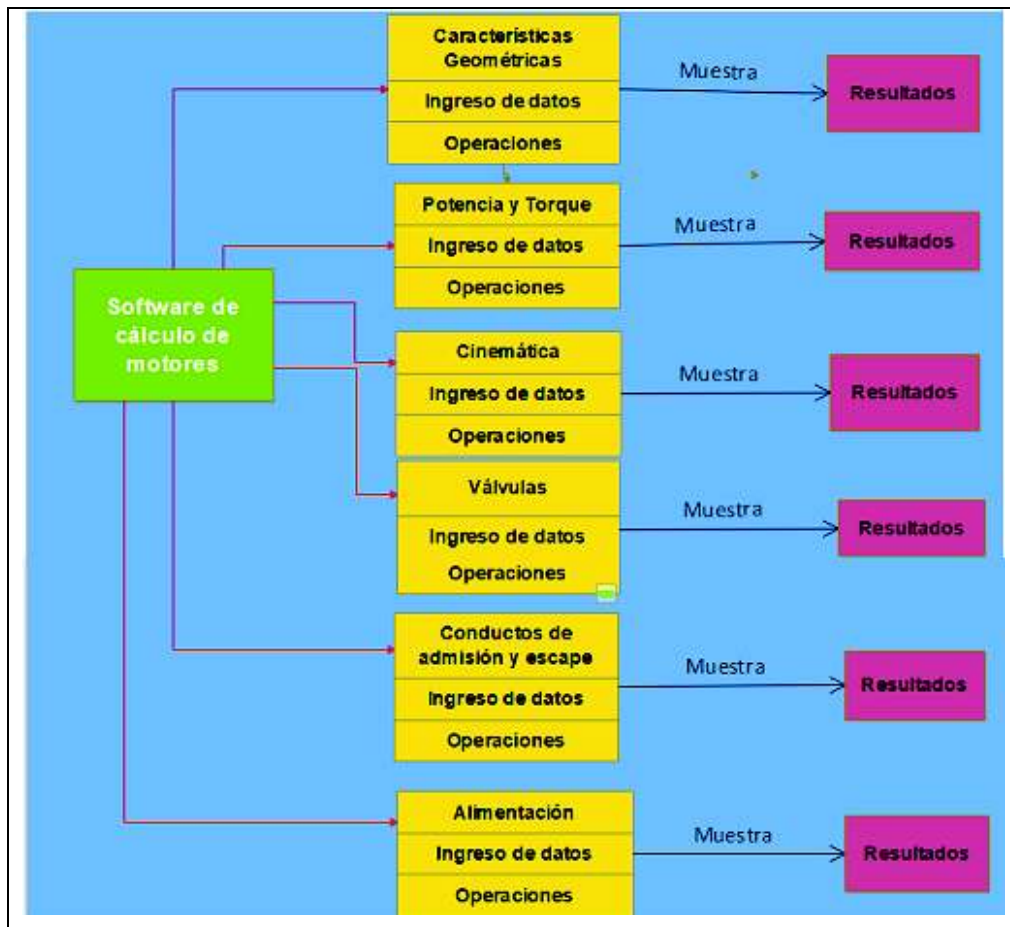 Características
Geométricas
Ingreso de datos
Operaciones
Muestra
Resultados
Potencia y Torque
Ingreso de datos
Operaciones
Muestra
Resultados
Software de
cálculo de
motores
Cinemática
Ingreso de datos
Operaciones
Muestra
Resultados
Válvulas
Ingreso de datos
Operaciones
Muestra
Resultados
Conductos de
admisión y escape
Ingreso de datos
Operaciones
Muestra
Resultados
Alimentación
Ingreso de datos
Operaciones
Muestra
Resultados